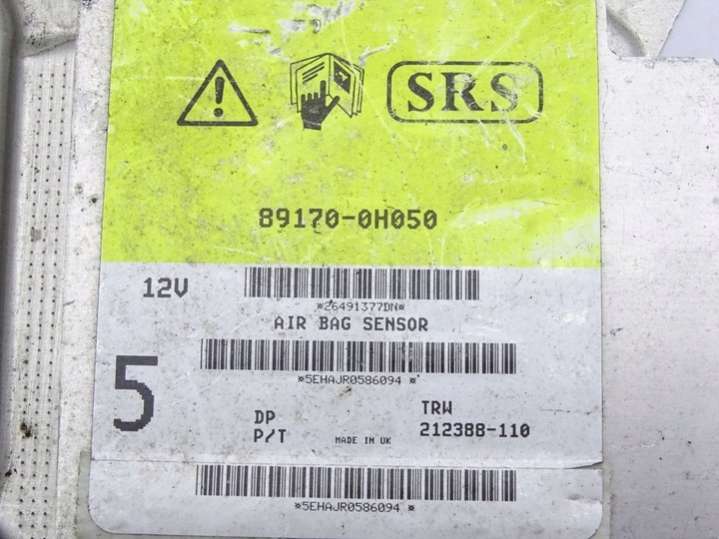 SRS
89170-0H050
12V
*26491377DN*
AIR BAG SENSOR
*5EHAJR0586094 *
5
DP TRW
P/T MADE IN UK 212388-110
*5EHAJR0586094 *